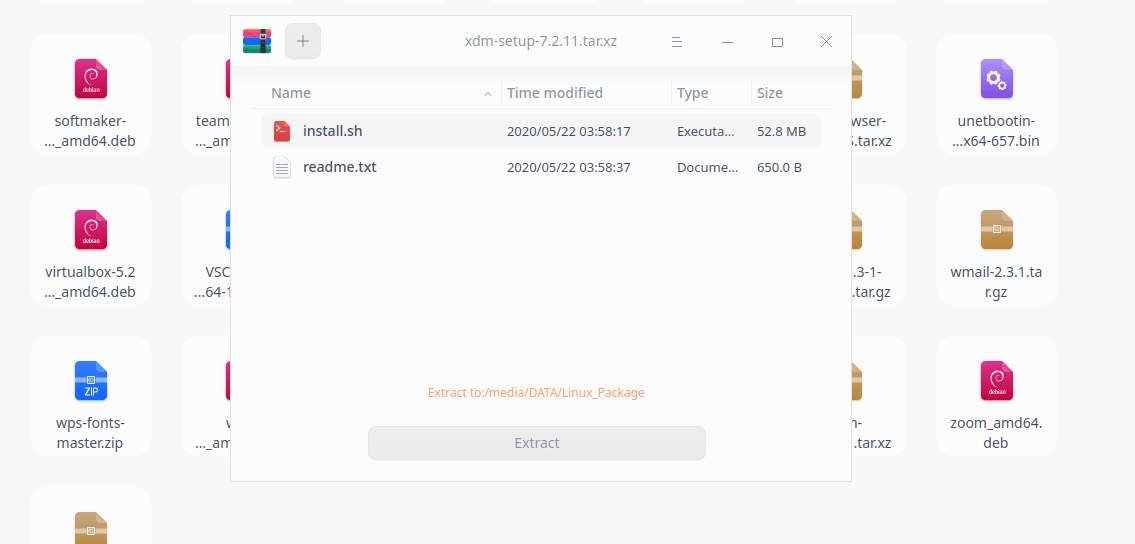 xdm-setup-7.2.11.tar.xz
Name
Time modified
Type
Size
install.sh
2020/05/22 03:58:17
Executa...
52.8 MB
readme.txt
2020/05/22 03:58:37
Docume...
650.0 B
Extract to:/media/DATA/Linux_Package
Extract
debian
softmaker-
..._amd64.deb
team
..._am
wser-
.tar.xz
unetbootin-
...x64-657.bin
debian
virtualbox-5.2
..._amd64.deb
VSC
...64-1
.3-1-
.tar.gz
wmail-2.3.1.ta
r.gz
ZIP
wps-fonts-
master.zip
..._am
.tar.xz
debian
zoom_amd64.
deb